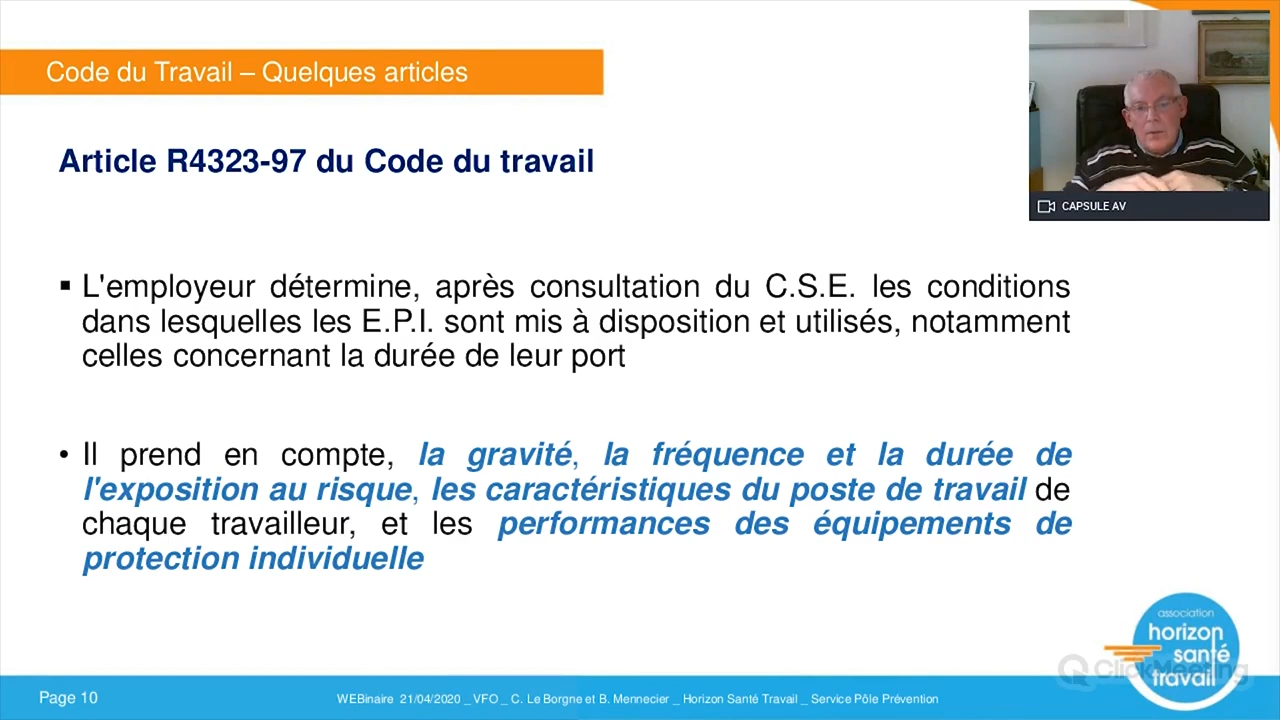 Code du Travail – Quelques articles
CAPSULE AV
Article R4323-97 du Code du travail
▪ L'employeur détermine, après consultation du C.S.E. les conditions
dans lesquelles les E.P.I. sont mis à disposition et utilisés, notamment
celles concernant la durée de leur port
• Il prend en compte, la gravité, la fréquence et la durée de
l'exposition au risque, les caractéristiques du poste de travail de
chaque travailleur, et les performances des équipements de
protection individuelle
association
horizon
santé
travail
ClickMeeting
Page 10
WEBinaire 21/04/2020 _ VFO _ C. Le Borgne et B. Mennecier _ Horizon Santé Travail _ Service Pôle Prévention